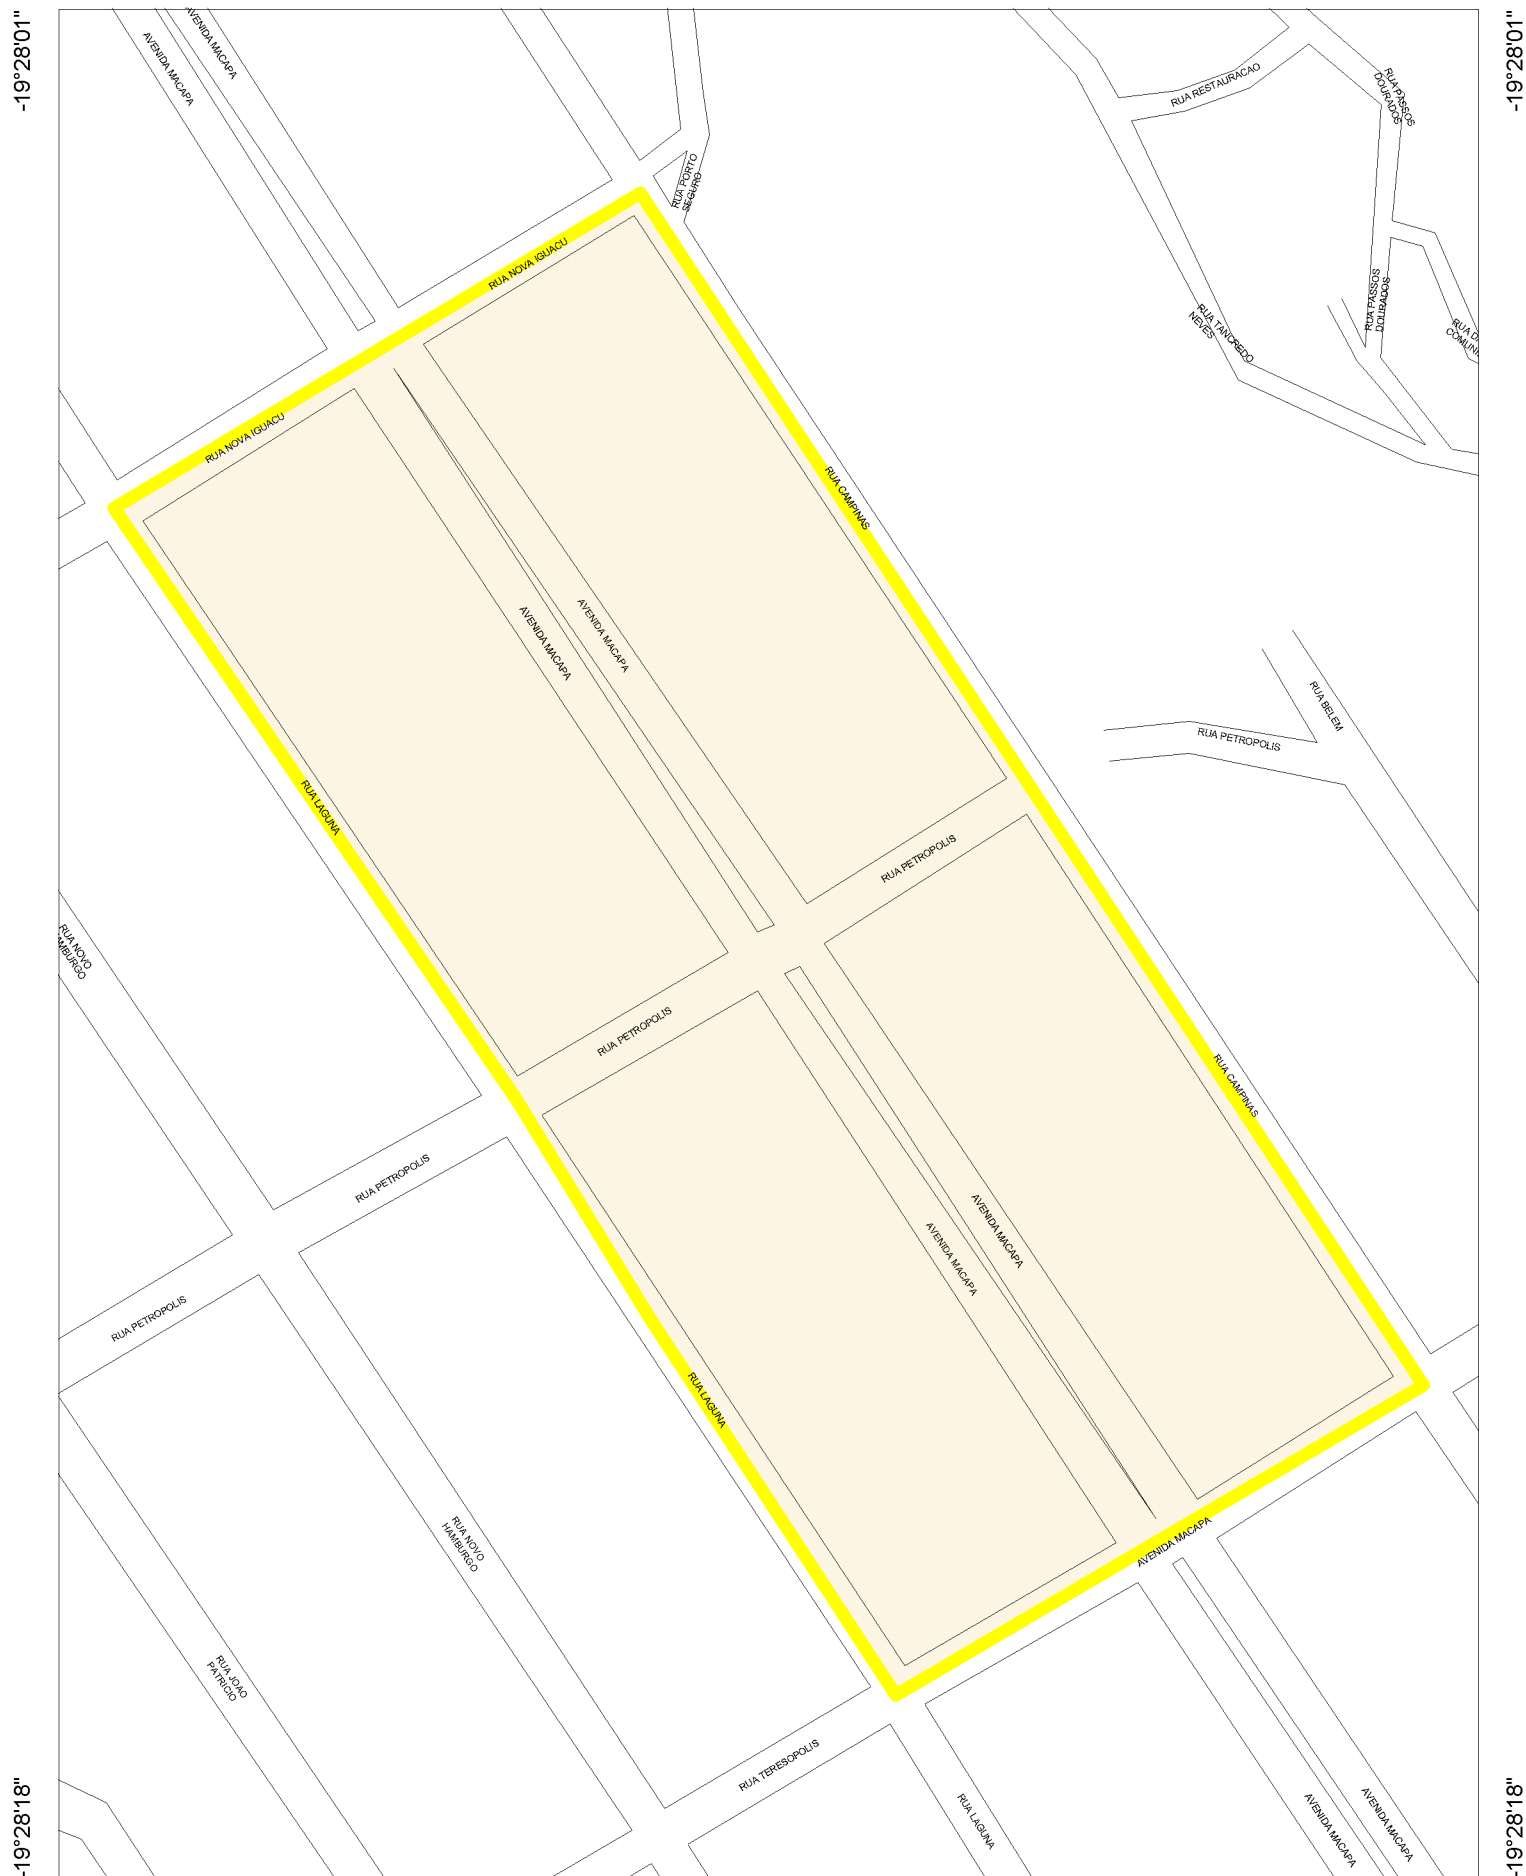 -19°28'01"
-19°28'01"
AVENIDA MACAPA
AVENIDA MACAPA
RUA RESTAURACAO
RUA PASSOS
DOURADOS
RUA PORTO
SEGURO
RUA NOVA IGUACU
RUA PASSOS
DOURADOS
RUA TANCREDO
NEVES
RUA NOVA IGUACU
RUA CAMPINAS
AVENIDA MACAPA
AVENIDA MACAPA
RUA BELEM
RUA PETROPOLIS
RUA LAGUNA
RUA PETROPOLIS
RUA NOVO
RUA PETROPOLIS
RUA CAMPINAS
RUA PETROPOLIS
AVENIDA MACAPA
AVENIDA MACAPA
RUA PETROPOLIS
RUA LAGUNA
RUA NOVO
HAMBURGO
AVENIDA MACAPA
RUA JOAO
PATRICIO
RUA TERESOPOLIS
RUA LAGUNA
AVENIDA MACAPA
AVENIDA MACAPA
-19°28'18"
-19°28'18"